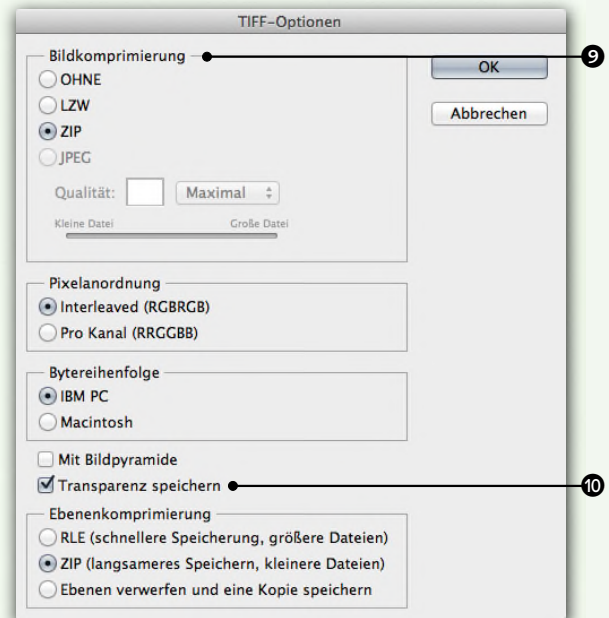 TIFF-Optionen
Bildkomprimierung
❾
OHNE
LZW
ZIP
JPEG
Qualität:
Maximal
Kleine Datei
Große Datei
OK
Abbrechen
Pixelanordnung
Interleaved (RGBRGB)
Pro Kanal (RRGGBB)
Bytereihenfolge
IBM PC
Macintosh
Mit Bildpyramide
Transparenz speichern
❿
Ebenenkomprimierung
RLE (schnellere Speicherung, größere Dateien)
ZIP (langsameres Speichern, kleinere Dateien)
Ebenen verwerfen und eine Kopie speichern